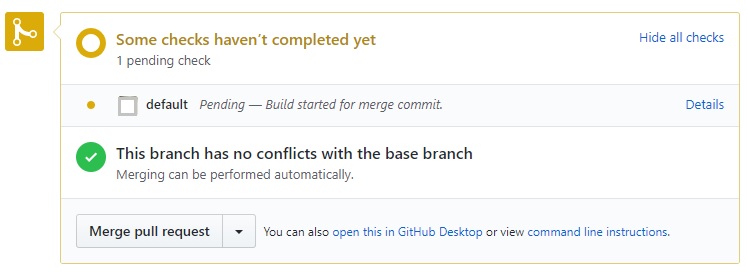 Some checks haven't completed yet
Hide all checks
1 pending check
default Pending — Build started for merge commit.
Details
This branch has no conflicts with the base branch
Merging can be performed automatically.
Merge pull request
You can also open this in GitHub Desktop or view command line instructions.